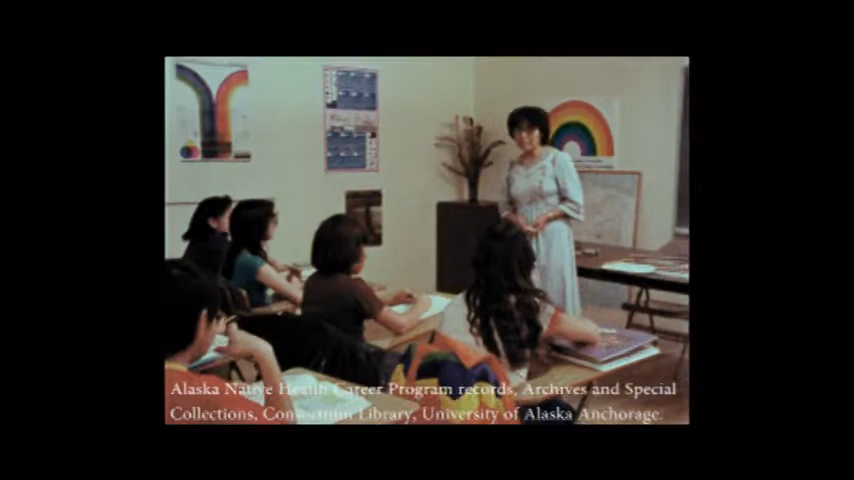 Alaska Native Health Career Program records, Archives and Special
Collections, Consortium Library, University of Alaska Anchorage.